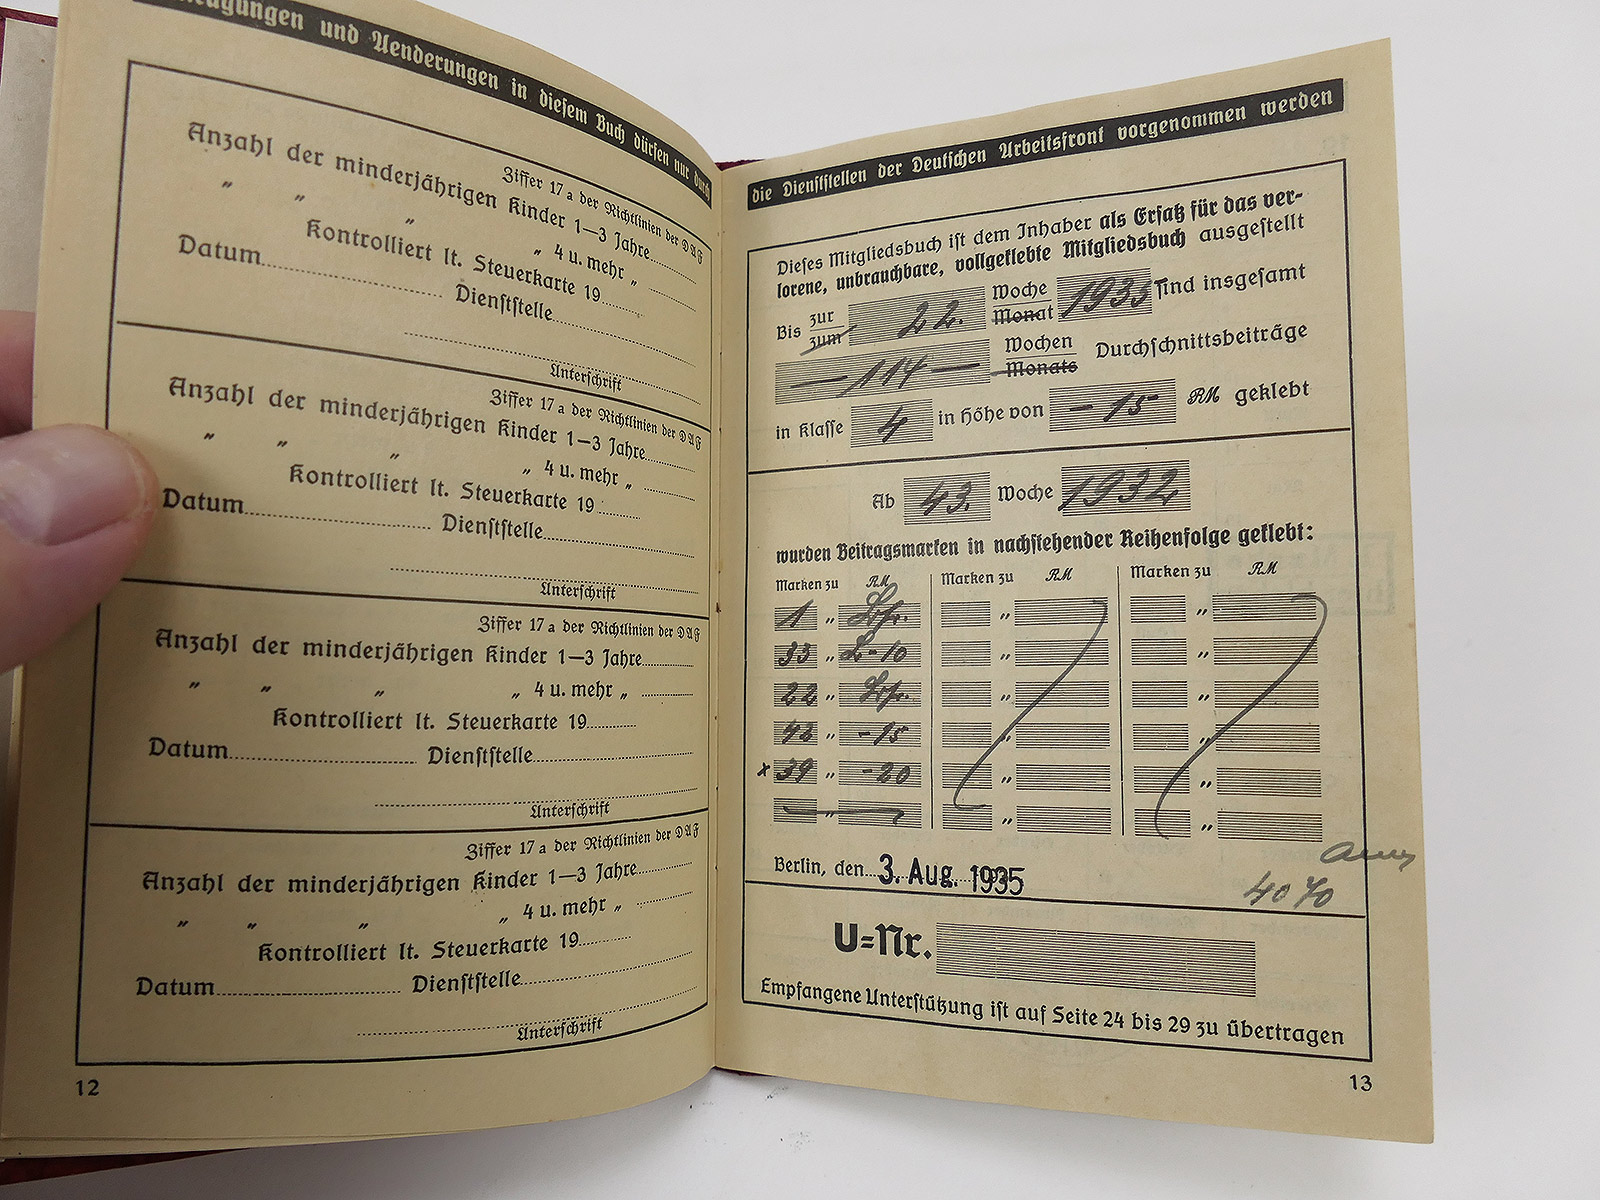 und Aenderungen in diesem Buch dürfen nur durch
Ziffer 17a der Richtlinien der DAF
Anzahl der minderjährigen Kinder 1—3 Jahre
„ „ „ „ 4 u. mehr „
Kontrolliert lt. Steuerkarte 19
Datum Dienststelle
Unterschrift
Ziffer 17a der Richtlinien der DAF
Anzahl der minderjährigen Kinder 1—3 Jahre
„ „ „ „ 4 u. mehr „
Kontrolliert lt. Steuerkarte 19
Datum Dienststelle
Unterschrift
Ziffer 17a der Richtlinien der DAF
Anzahl der minderjährigen Kinder 1—3 Jahre
„ „ „ „ 4 u. mehr „
Kontrolliert lt. Steuerkarte 19
Datum Dienststelle
Unterschrift
Ziffer 17a der Richtlinien der DAF
Anzahl der minderjährigen Kinder 1—3 Jahre
„ „ „ „ 4 u. mehr „
Kontrolliert lt. Steuerkarte 19
Datum Dienststelle
Unterschrift
12
die Dienststellen der Deutschen Arbeitsfront vorgenommen werden
Dieses Mitgliedsbuch ist dem Inhaber als Ersatz für das ver-
lorene, unbrauchbare, vollgeklebte Mitgliedsbuch ausgestellt
Bis zur zum 22. Woche Monat 1935 sind insgesamt
— 114 — Wochen Monats Durchschnittsbeiträge
in Klasse 4 in Höhe von -15 RM geklebt
Ab 43. Woche 1932
wurden Beitragsmarken in nachstehender Reihenfolge geklebt:
Marken zu RM Marken zu RM Marken zu RM
1 „ „ „
33 „ -10 „ „
22 „ „ „
42 „ -15 „ „
x 39 „ -20 „ „
„ „ „
Berlin, den 3. Aug. 1935
U=Nr.
Empfangene Unterstützung ist auf Seite 24 bis 29 zu übertragen
13